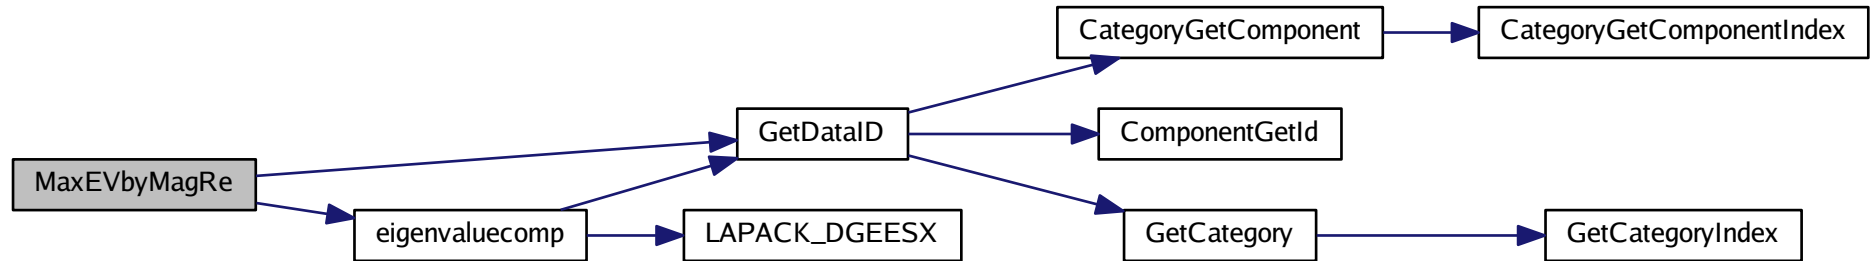 CategoryGetComponent
CategoryGetComponentIndex
GetDataID
ComponentGetId
MaxEVbyMagRe
eigenvaluecomp
LAPACK_DGEESX
GetCategory
GetCategoryIndex